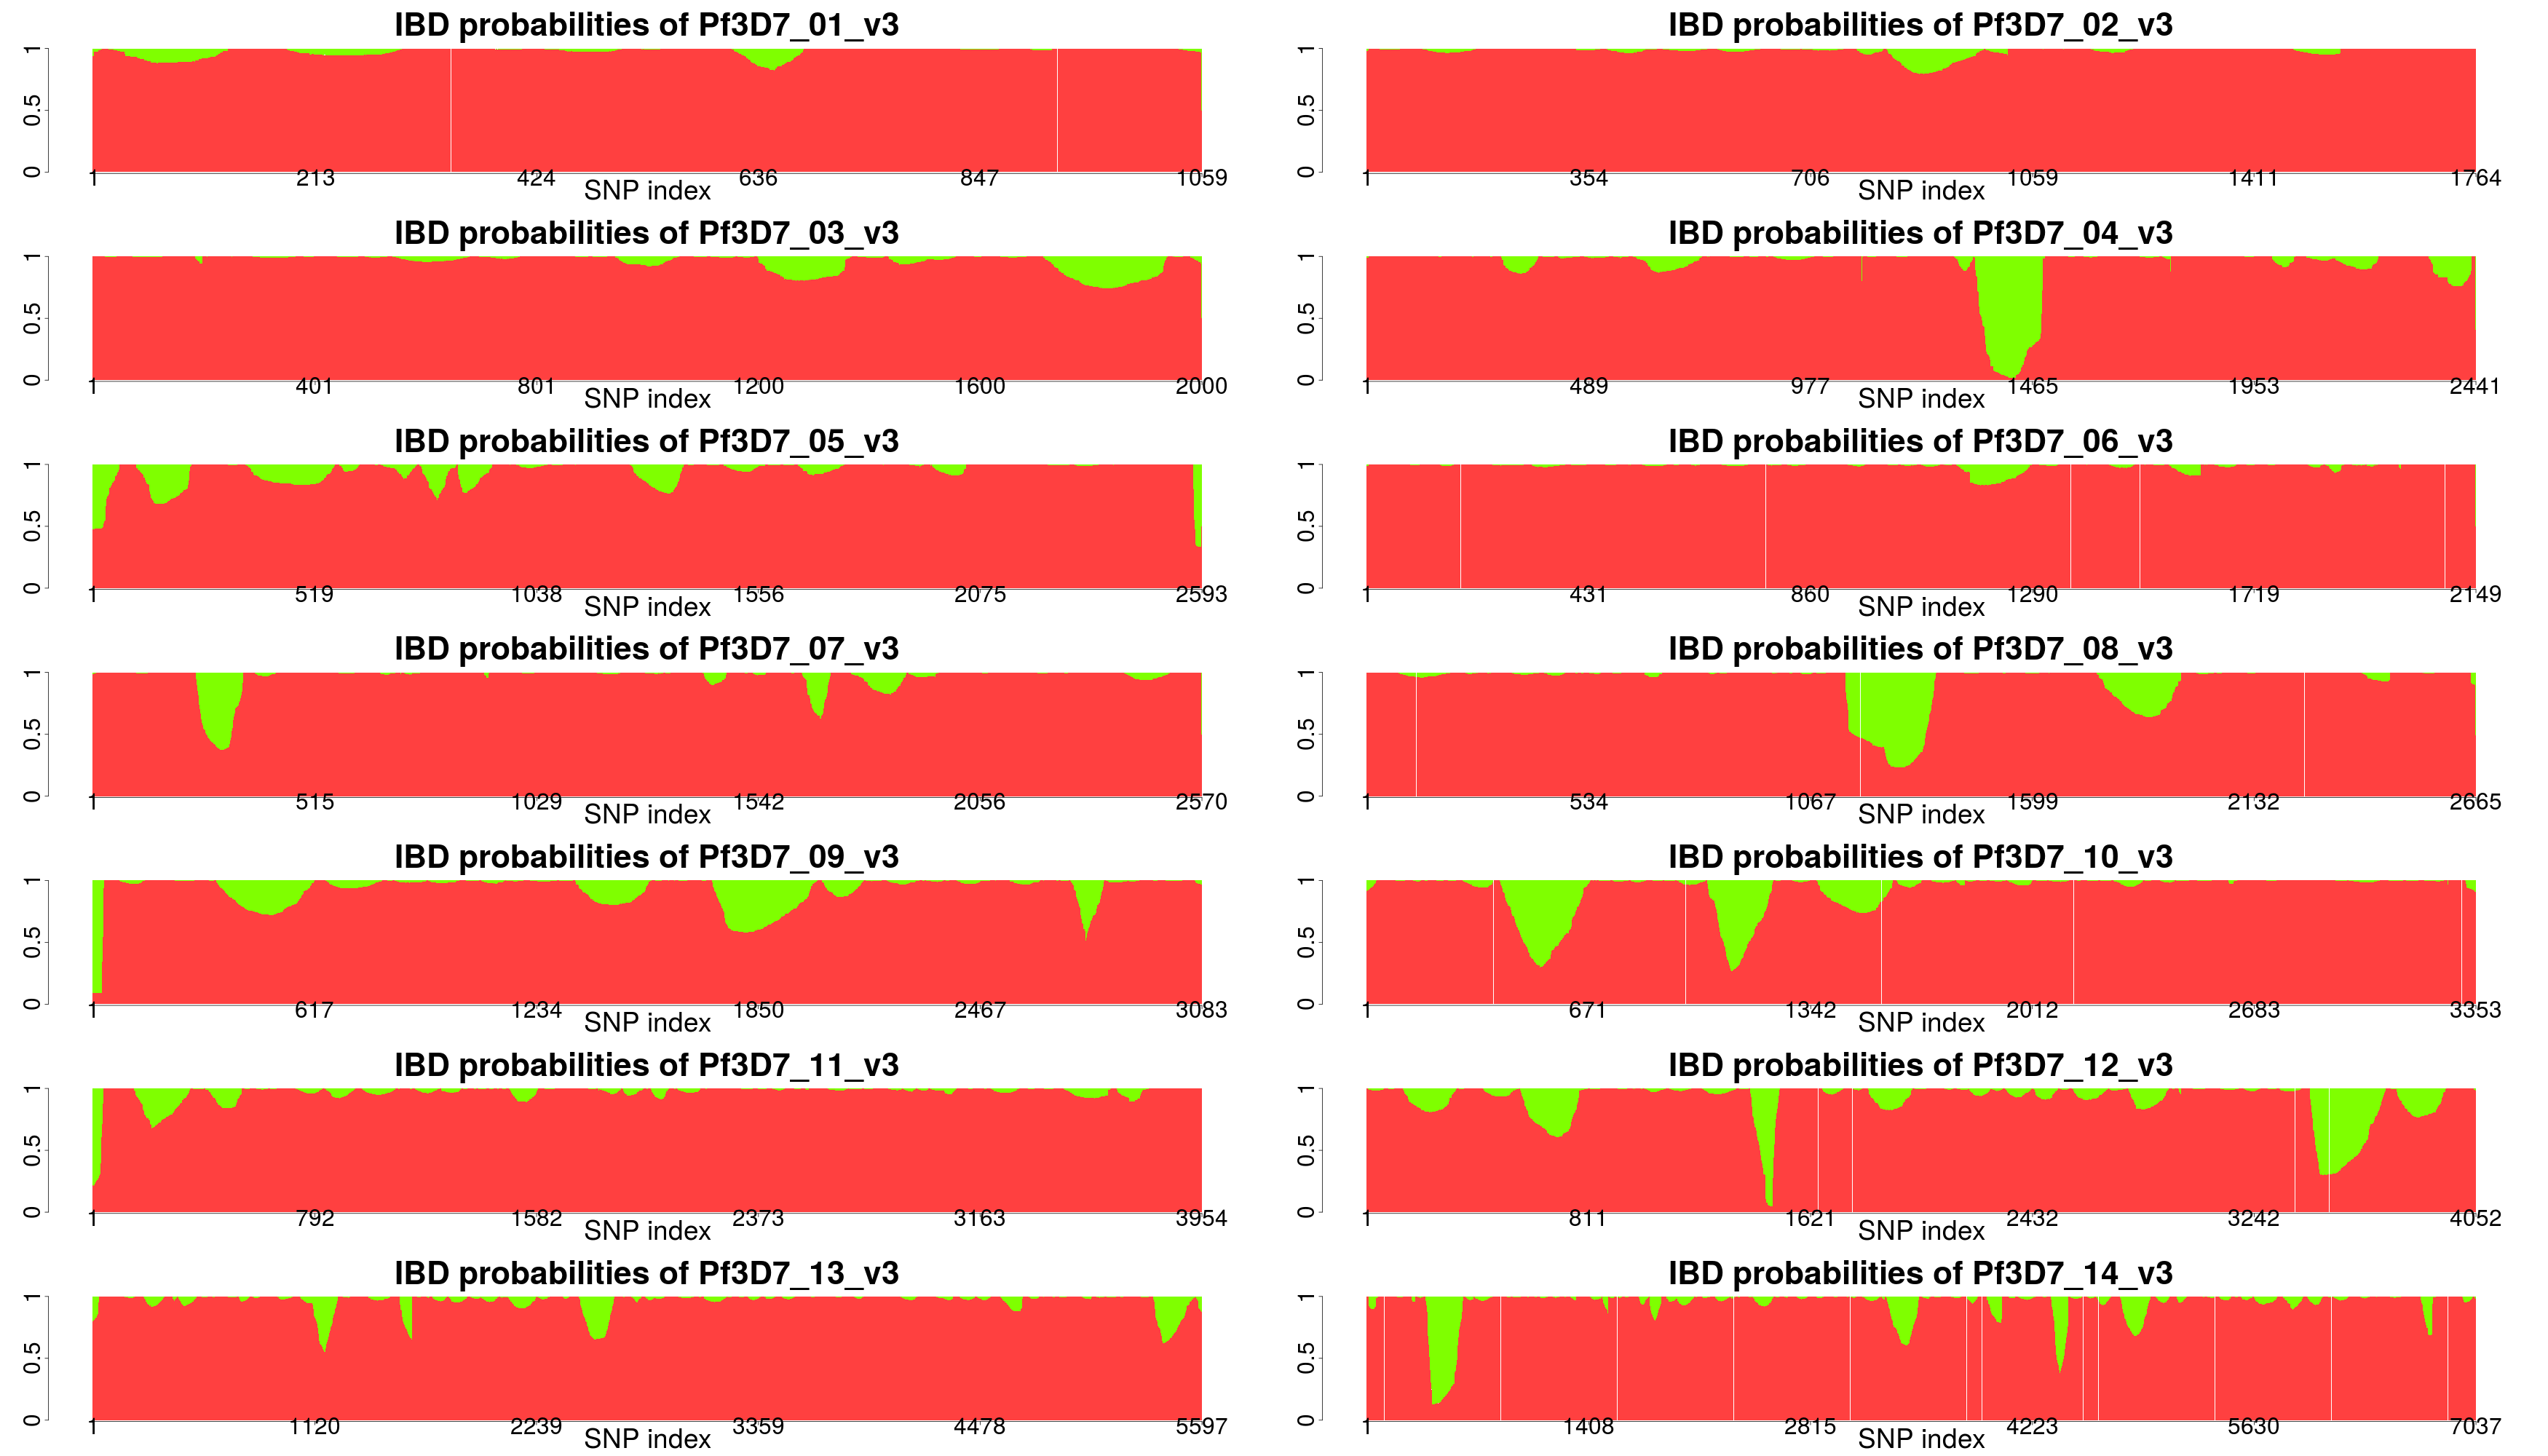 IBD probabilities of Pf3D7_01_v3
0 0.5 1
1 213 424 636 847 1059
SNP index
IBD probabilities of Pf3D7_02_v3
0 0.5 1
1 354 706 1059 1411 1764
SNP index
IBD probabilities of Pf3D7_03_v3
0 0.5 1
1 401 801 1200 1600 2000
SNP index
IBD probabilities of Pf3D7_04_v3
0 0.5 1
1 489 977 1465 1953 2441
SNP index
IBD probabilities of Pf3D7_05_v3
0 0.5 1
1 519 1038 1556 2075 2593
SNP index
IBD probabilities of Pf3D7_06_v3
0 0.5 1
1 431 860 1290 1719 2149
SNP index
IBD probabilities of Pf3D7_07_v3
0 0.5 1
1 515 1029 1542 2056 2570
SNP index
IBD probabilities of Pf3D7_08_v3
0 0.5 1
1 534 1067 1599 2132 2665
SNP index
IBD probabilities of Pf3D7_09_v3
0 0.5 1
1 617 1234 1850 2467 3083
SNP index
IBD probabilities of Pf3D7_10_v3
0 0.5 1
1 671 1342 2012 2683 3353
SNP index
IBD probabilities of Pf3D7_11_v3
0 0.5 1
1 792 1582 2373 3163 3954
SNP index
IBD probabilities of Pf3D7_12_v3
0 0.5 1
1 811 1621 2432 3242 4052
SNP index
IBD probabilities of Pf3D7_13_v3
0 0.5 1
1 1120 2239 3359 4478 5597
SNP index
IBD probabilities of Pf3D7_14_v3
0 0.5 1
1 1408 2815 4223 5630 7037
SNP index